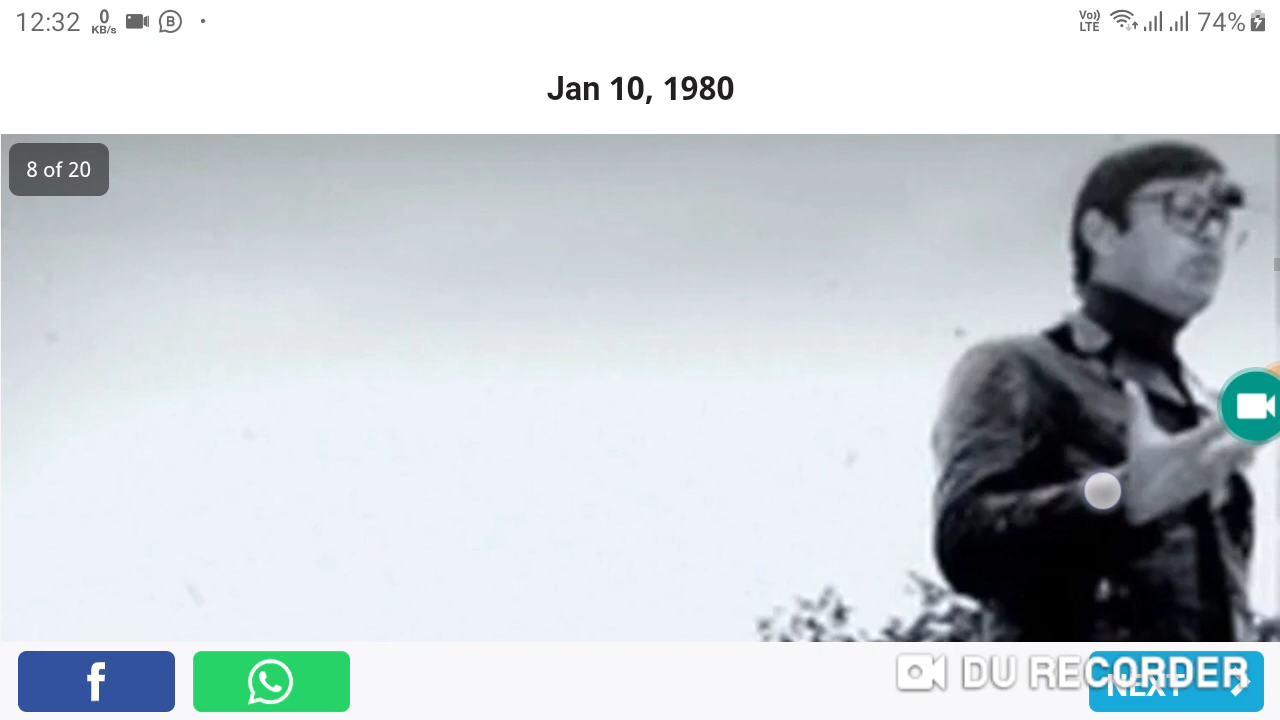 12:32 0 KB/s B Vo)) LTE 74%
Jan 10, 1980
8 of 20
f
DU RECORDER
NEXT